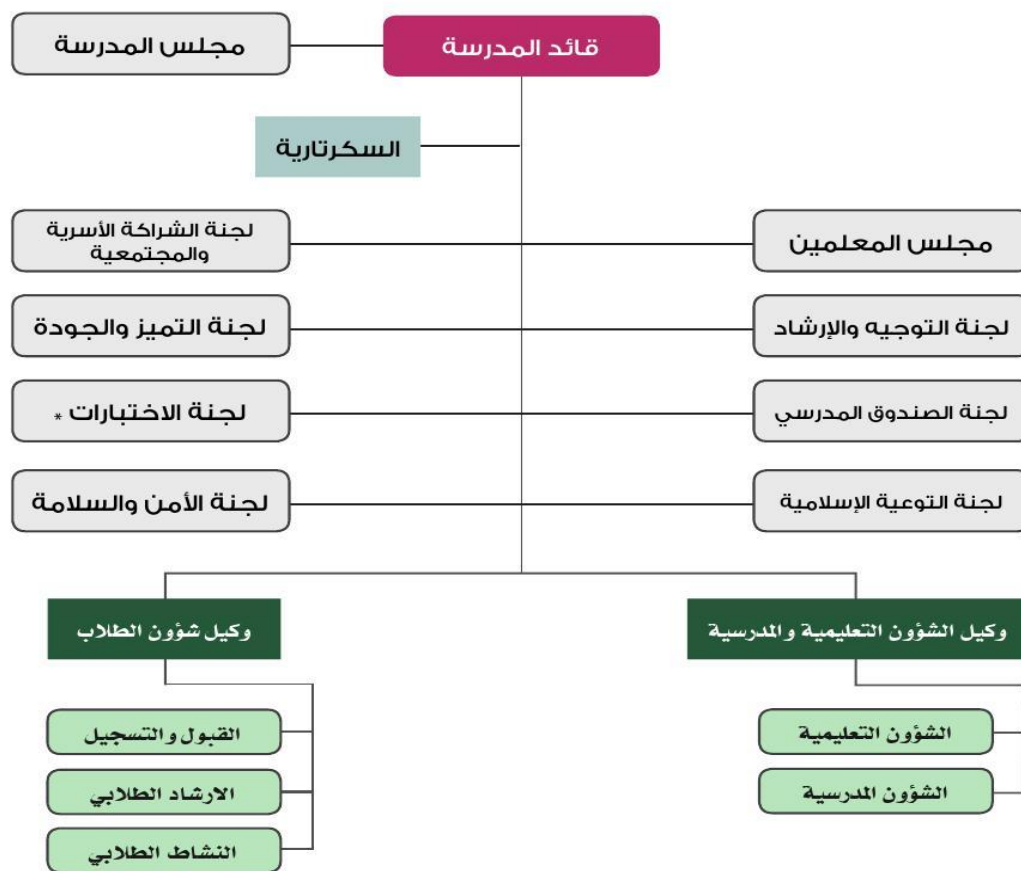 قائد المدرسة
مجلس المدرسة
السكرتارية
مجلس المعلمين
لجنة الشراكة الأسرية
والمجتمعية
لجنة التوجيه والإرشاد
لجنة التميز والجودة
لجنة الصندوق المدرسي
لجنة الاختبارات *
لجنة التوعية الإسلامية
لجنة الأمن والسلامة
وكيل الشؤون التعليمية والمدرسية
وكيل شؤون الطلاب
الشؤون التعليمية
القبول والتسجيل
الشؤون المدرسية
الارشاد الطلابي
النشاط الطلابي